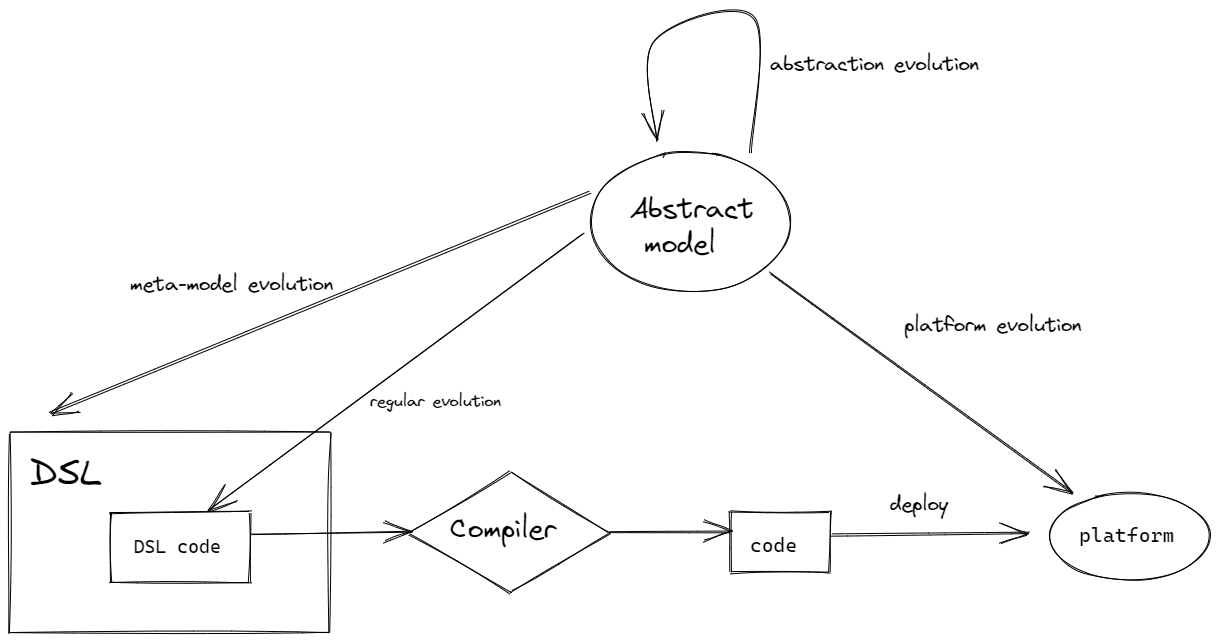 abstraction evolution
Abstract
model
meta-model evolution
platform evolution
regular evolution
DSL
DSL code
Compiler
code
deploy
platform